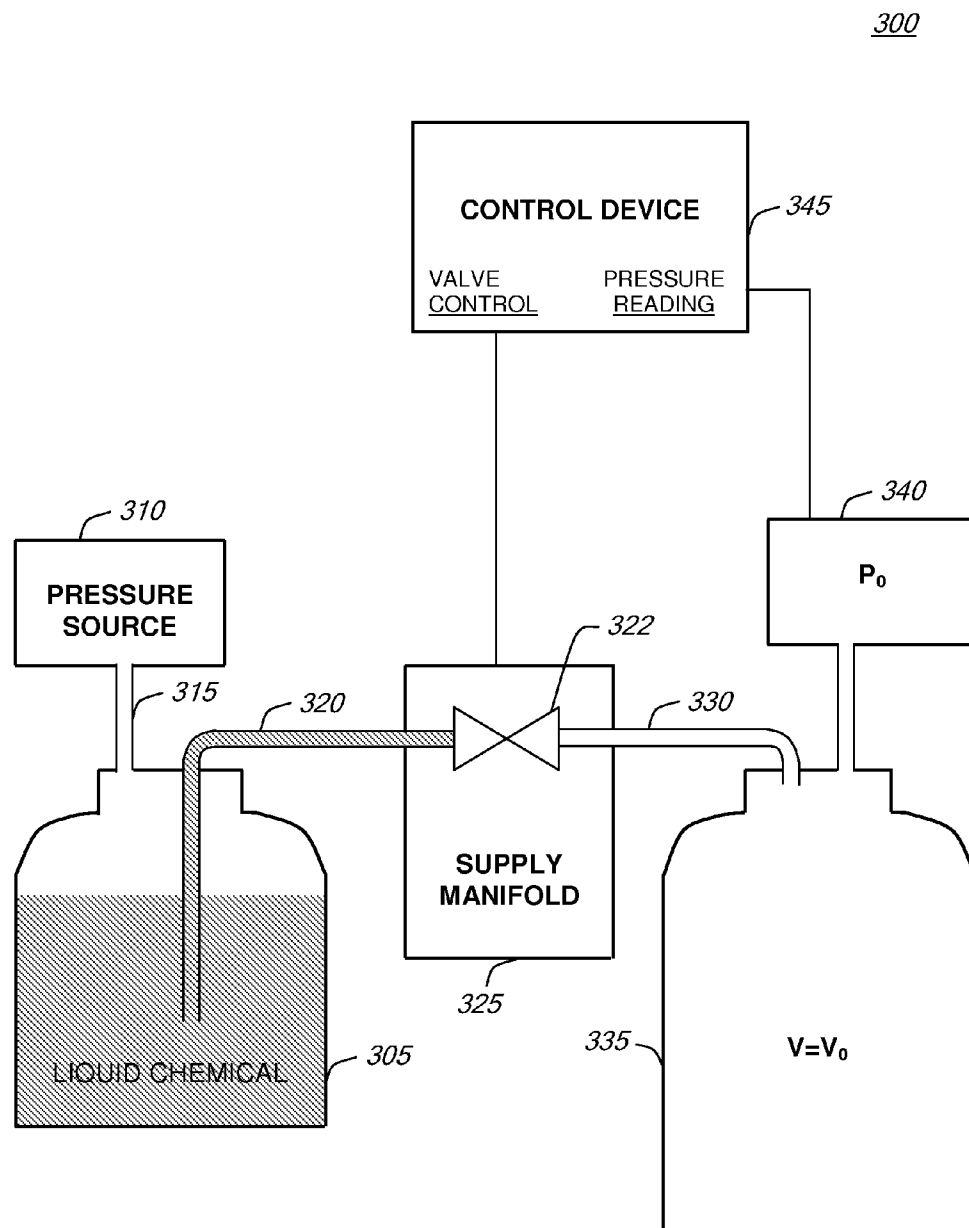 300
CONTROL DEVICE
345
VALVE
CONTROL
PRESSURE
READING
310
340
PRESSURE
SOURCE
P₀
322
315
320
330
SUPPLY
MANIFOLD
325
335
V=V₀
305
LIQUID CHEMICAL